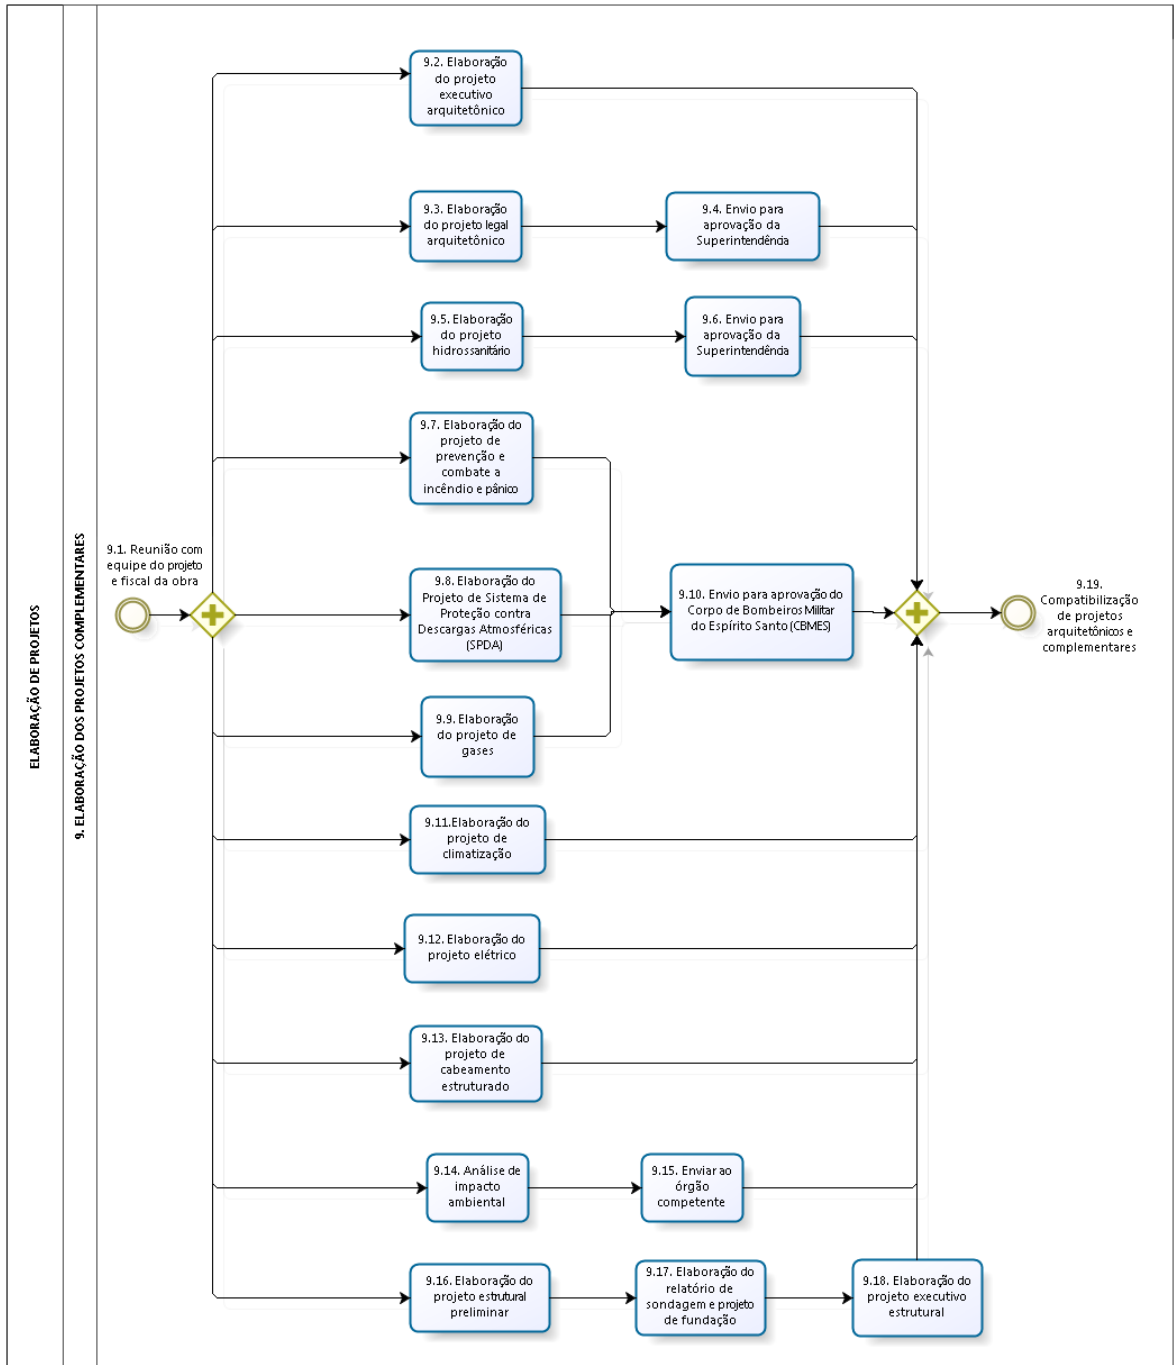 ELABORAÇÃO DE PROJETOS
9. ELABORAÇÃO DOS PROJETOS COMPLEMENTARES
9.1. Reunião com
equipe do projeto
e fiscal da obra
9.2. Elaboração
do projeto
executivo
arquitetônico
9.3. Elaboração
do projeto legal
arquitetônico
9.4. Envio para
aprovação da
Superintendência
9.5. Elaboração
do projeto
hidrossanitário
9.6. Envio para
aprovação da
Superintendência
9.7. Elaboração do
projeto de
prevenção e
combate a
incêndio e pânico
9.8. Elaboração do
Projeto de Sistema de
Proteção contra
Descargas Atmosféricas
(SPDA)
9.9. Elaboração
do projeto de
gases
9.10. Envio para aprovação do
Corpo de Bombeiros Militar
do Espírito Santo (CBMES)
9.11.Elaboração do
projeto de
climatização
9.12. Elaboração do
projeto elétrico
9.13. Elaboração do
projeto de
cabeamento
estruturado
9.14. Análise de
impacto
ambiental
9.15. Enviar ao
órgão
competente
9.16. Elaboração do
projeto estrutural
preliminar
9.17. Elaboração do
relatório de
sondagem e projeto
de fundação
9.18. Elaboração do
projeto executivo
estrutural
9.19.
Compatibilização
de projetos
arquitetônicos e
complementares